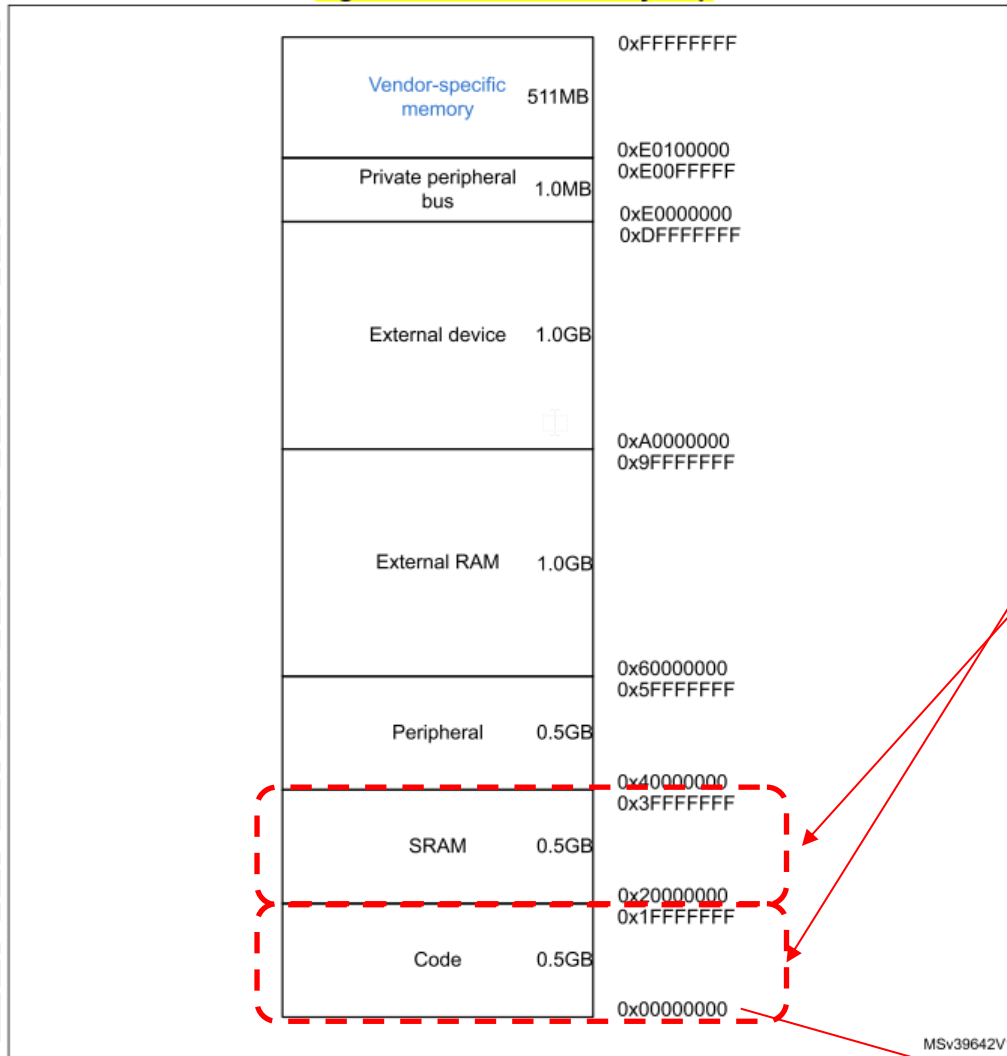 0xFFFFFFFF
Vendor-specific
memory
511MB
0xE0100000
0xE00FFFFF
Private peripheral
bus
1.0MB
0xE0000000
0xDFFFFFFF
External device 1.0GB
0xA0000000
0x9FFFFFFF
External RAM 1.0GB
0x60000000
0x5FFFFFFF
Peripheral 0.5GB
0x40000000
0x3FFFFFFF
SRAM 0.5GB
0x20000000
0x1FFFFFFF
Code 0.5GB
0x00000000
MSv39642V